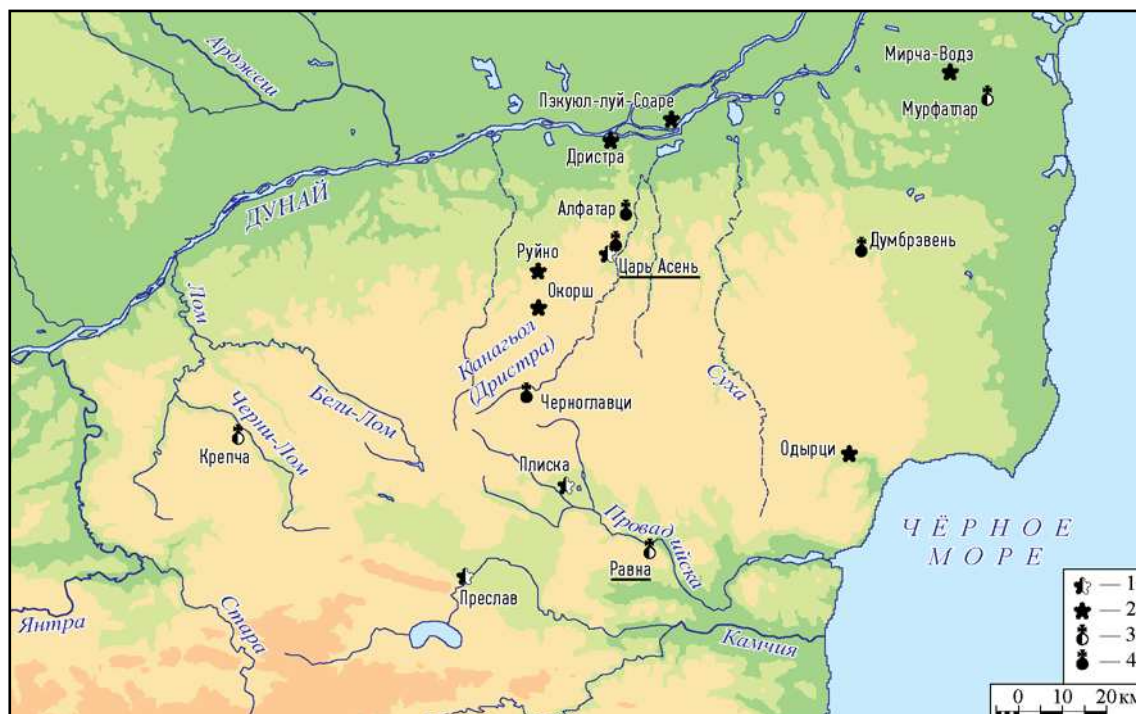 Арджеш
Мирча-Водэ
Мурфатлар
Пэкуюл-луй-Соаре
Дристра
ДУНАЙ
Алфатар
Думбрэвень
Руйно
Царь Асень
Окорш
Лом
Канагьол
(Дристра)
Суха
Бели-Лом
Черни-Лом
Черноглавци
Крепча
Одырци
Плиска
Провадийска
ЧЁРНОЕ
МОРЕ
Равна
Преслав
Янтра
Стара
Камчия
— 1
— 2
— 3
— 4
0 10 20 км